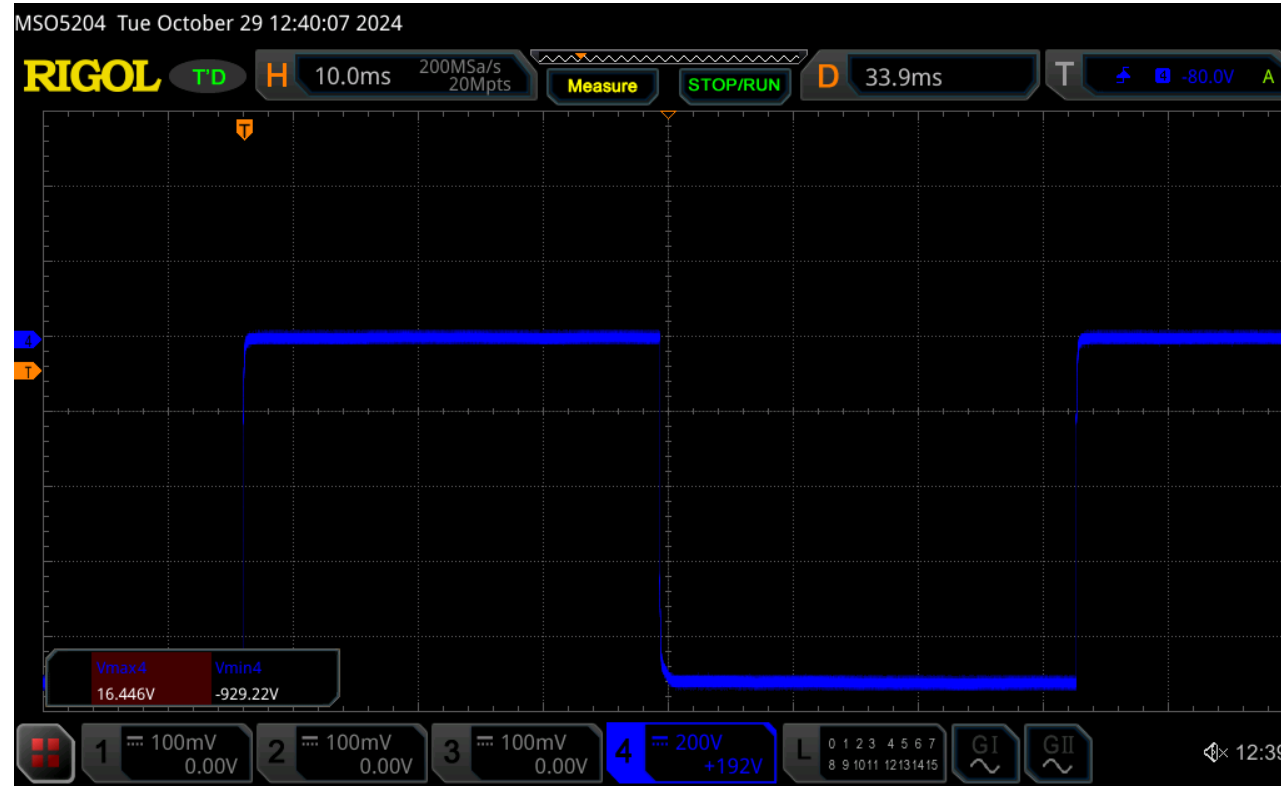 MSO5204 Tue October 29 12:40:07 2024
RIGOL T'D H 10.0ms 200MSa/s 20Mpts Measure STOP/RUN D 33.9ms T 4 -80.0V A
T
4
T
Vmax4 Vmin4
16.446V -929.22V
1 100mV 0.00V 2 100mV 0.00V 3 100mV 0.00V 4 200V +192V L 0 1 2 3 4 5 6 7 8 9 10 11 12 13 14 15 GI GII 12:39